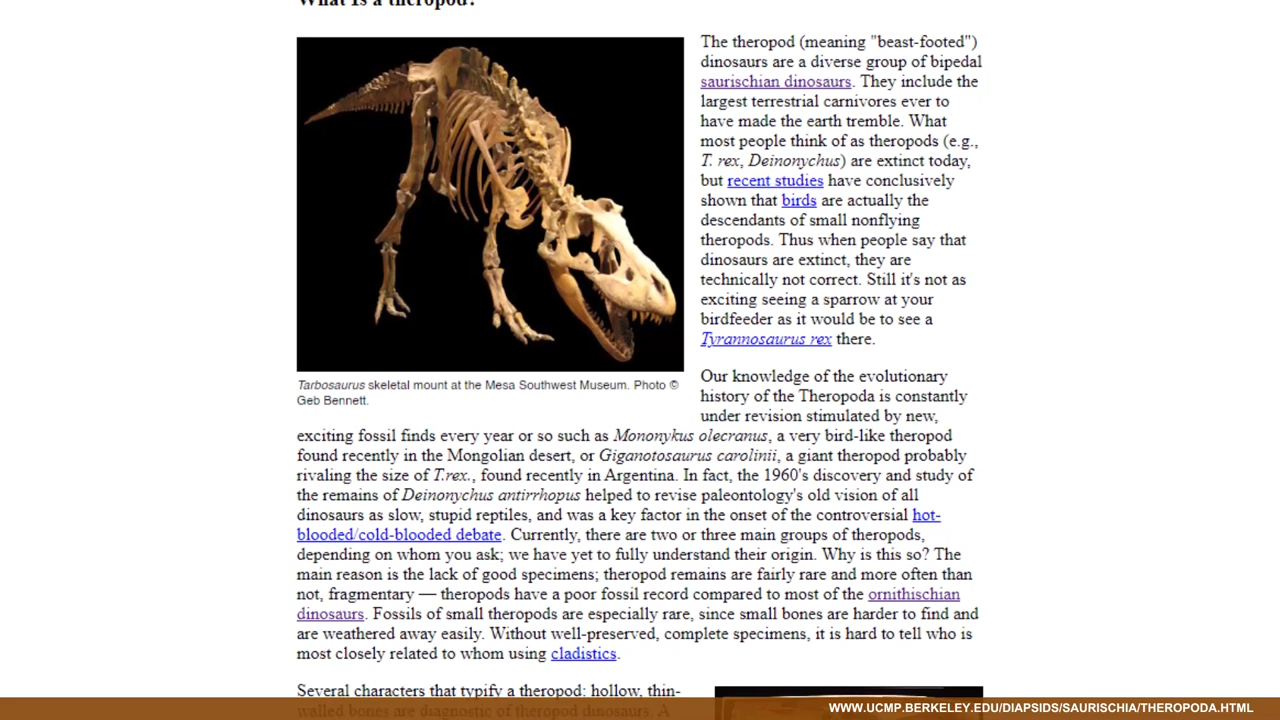 What is a theropod?
The theropod (meaning "beast-footed")
dinosaurs are a diverse group of bipedal
saurischian dinosaurs. They include the
largest terrestrial carnivores ever to
have made the earth tremble. What
most people think of as theropods (e.g.,
T. rex, Deinonychus) are extinct today,
but recent studies have conclusively
shown that birds are actually the
descendants of small nonflying
theropods. Thus when people say that
dinosaurs are extinct, they are
technically not correct. Still it's not as
exciting seeing a sparrow at your
birdfeeder as it would be to see a
Tyrannosaurus rex there.
Tarbosaurus skeletal mount at the Mesa Southwest Museum. Photo ©
Geb Bennett.
Our knowledge of the evolutionary
history of the Theropoda is constantly
under revision stimulated by new,
exciting fossil finds every year or so such as Mononykus olecranus, a very bird-like theropod
found recently in the Mongolian desert, or Giganotosaurus carolinii, a giant theropod probably
rivaling the size of T.rex., found recently in Argentina. In fact, the 1960's discovery and study of
the remains of Deinonychus antirrhopus helped to revise paleontology's old vision of all
dinosaurs as slow, stupid reptiles, and was a key factor in the onset of the controversial hot-
blooded/cold-blooded debate. Currently, there are two or three main groups of theropods,
depending on whom you ask; we have yet to fully understand their origin. Why is this so? The
main reason is the lack of good specimens; theropod remains are fairly rare and more often than
not, fragmentary — theropods have a poor fossil record compared to most of the ornithischian
dinosaurs. Fossils of small theropods are especially rare, since small bones are harder to find and
are weathered away easily. Without well-preserved, complete specimens, it is hard to tell who is
most closely related to whom using cladistics.
Several characters that typify a theropod: hollow, thin-
walled bones are diagnostic of theropod dinosaurs. A
WWW.UCMP.BERKELEY.EDU/DIAPSIDS/SAURISCHIA/THEROPODA.HTML